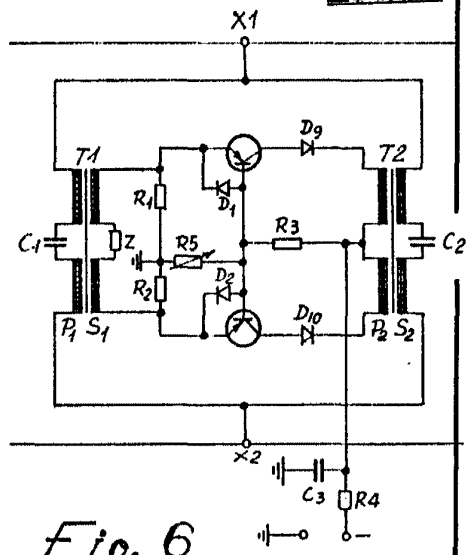 X1
D9
T1
T2
R1
D1
C1
Z
R5
R3
C2
R2
D2
P1
S1
D10
P2
S2
x2
C3
R4
−
Fig. 6